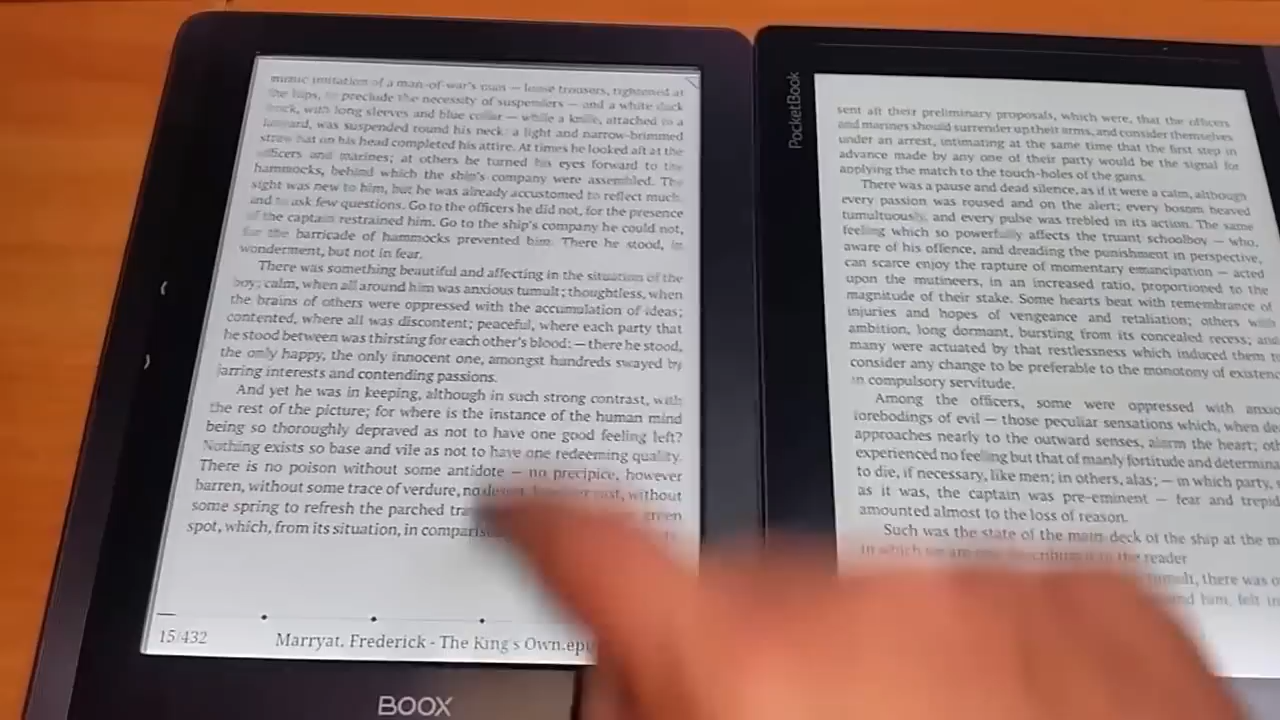 mimic imitation of a man-of-war's man — loose trousers, tightened at
the hips, to preclude the necessity of suspenders — and a white duck
frock, with long sleeves and blue collar — while a knife, attached to a
lanyard, was suspended round his neck: a light and narrow-brimmed
straw hat on his head completed his attire. At times he looked aft at the
officers and marines; at others he turned his eyes forward to the
hammocks, behind which the ship's company were assembled. The
sight was new to him, but he was already accustomed to reflect much,
and to ask few questions. Go to the officers he did not, for the presence
of the captain restrained him. Go to the ship's company he could not,
for the barricade of hammocks prevented him. There he stood, in
wonderment, but not in fear.
There was something beautiful and affecting in the situation of the
boy; calm, when all around him was anxious tumult; thoughtless, when
the brains of others were oppressed with the accumulation of ideas;
contented, where all was discontent; peaceful, where each party that
he stood between was thirsting for each other's blood: — there he stood,
the only happy, the only innocent one, amongst hundreds swayed by
jarring interests and contending passions.
And yet he was in keeping, although in such strong contrast, with
the rest of the picture; for where is the instance of the human mind
being so thoroughly depraved as not to have one good feeling left?
Nothing exists so base and vile as not to have one redeeming quality.
There is no poison without some antidote — no precipice, however
barren, without some trace of verdure, no without
some spring to refresh the parched green
spot, which, from its situation, in
15/432
Marryat, Frederick - The King's Own.epu
BOOX
PocketBook
sent aft their preliminary proposals, which were, that the officers
and marines should surrender up their arms, and consider themselves
under an arrest, intimating at the same time that the first step in
advance made by any one of their party would be the signal for
applying the match to the touch-holes of the guns.
There was a pause and dead silence, as if it were a calm, although
every passion was roused and on the alert; every bosom heaved
tumultuously, and every pulse was trebled in its action. The same
feeling which so powerfully affects the truant schoolboy — who,
aware of his offence, and dreading the punishment in perspective,
can scarce enjoy the rapture of momentary emancipation — acted
upon the mutineers, in an increased ratio, proportioned to the
magnitude of their stake. Some hearts beat with remembrance of
injuries and hopes of vengeance and retaliation; others with
ambition, long dormant, bursting from its concealed recess; and
many were actuated by that restlessness which induced them to
consider any change to be preferable to the monotony of existenc
in compulsory servitude.
Among the officers, some were oppressed with anxio
forebodings of evil — those peculiar sensations which, when de
approaches nearly to the outward senses, alarm the heart; oth
experienced no feeling but that of manly fortitude and determina
to die, if necessary, like men; in others, alas; — in which party, s
as it was, the captain was pre-eminent — fear and trepid
amounted almost to the loss of reason.
Such was the state of the main-deck of the ship at the m
in which we are the reader
tumult, there was o
him, felt in